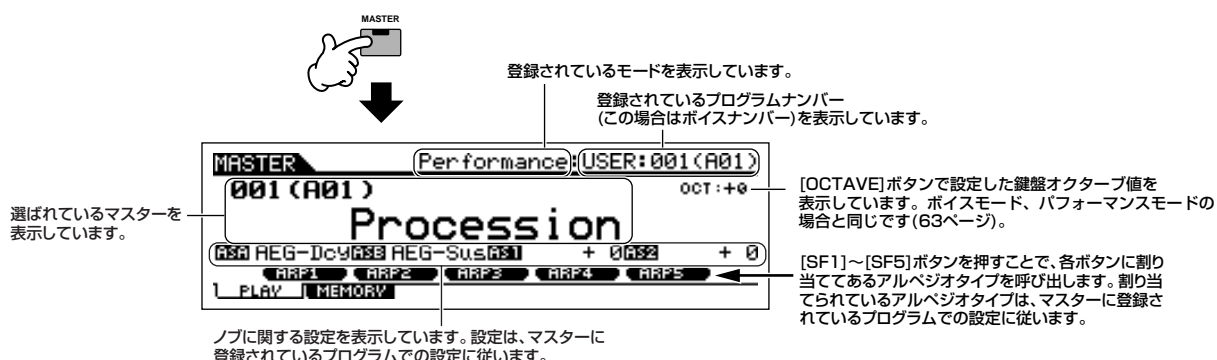 MASTER
登録されているモードを表示しています。
登録されているプログラムナンバー
(この場合はボイスナンバー)を表示しています。
MASTER Performance:USER:001(A01)
001(A01) OCT:+0
Procession
ASA AEG-Dcy ASB AEG-Sus AS1 + 0 AS2 + 0
ARP1 ARP2 ARP3 ARP4 ARP5
PLAY MEMORY
選ばれているマスターを
表示しています。
[OCTAVE]ボタンで設定した鍵盤オクターブ値を
表示しています。ボイスモード、パフォーマンスモードの
場合と同じです(63ページ)。
[SF1]~[SF5]ボタンを押すことで、各ボタンに割り
当ててあるアルペジオタイプを呼び出します。割り当
てられているアルペジオタイプは、マスターに登録さ
れているプログラムでの設定に従います。
ノブに関する設定を表示しています。設定は、マスターに
登録されているプログラムでの設定に従います。